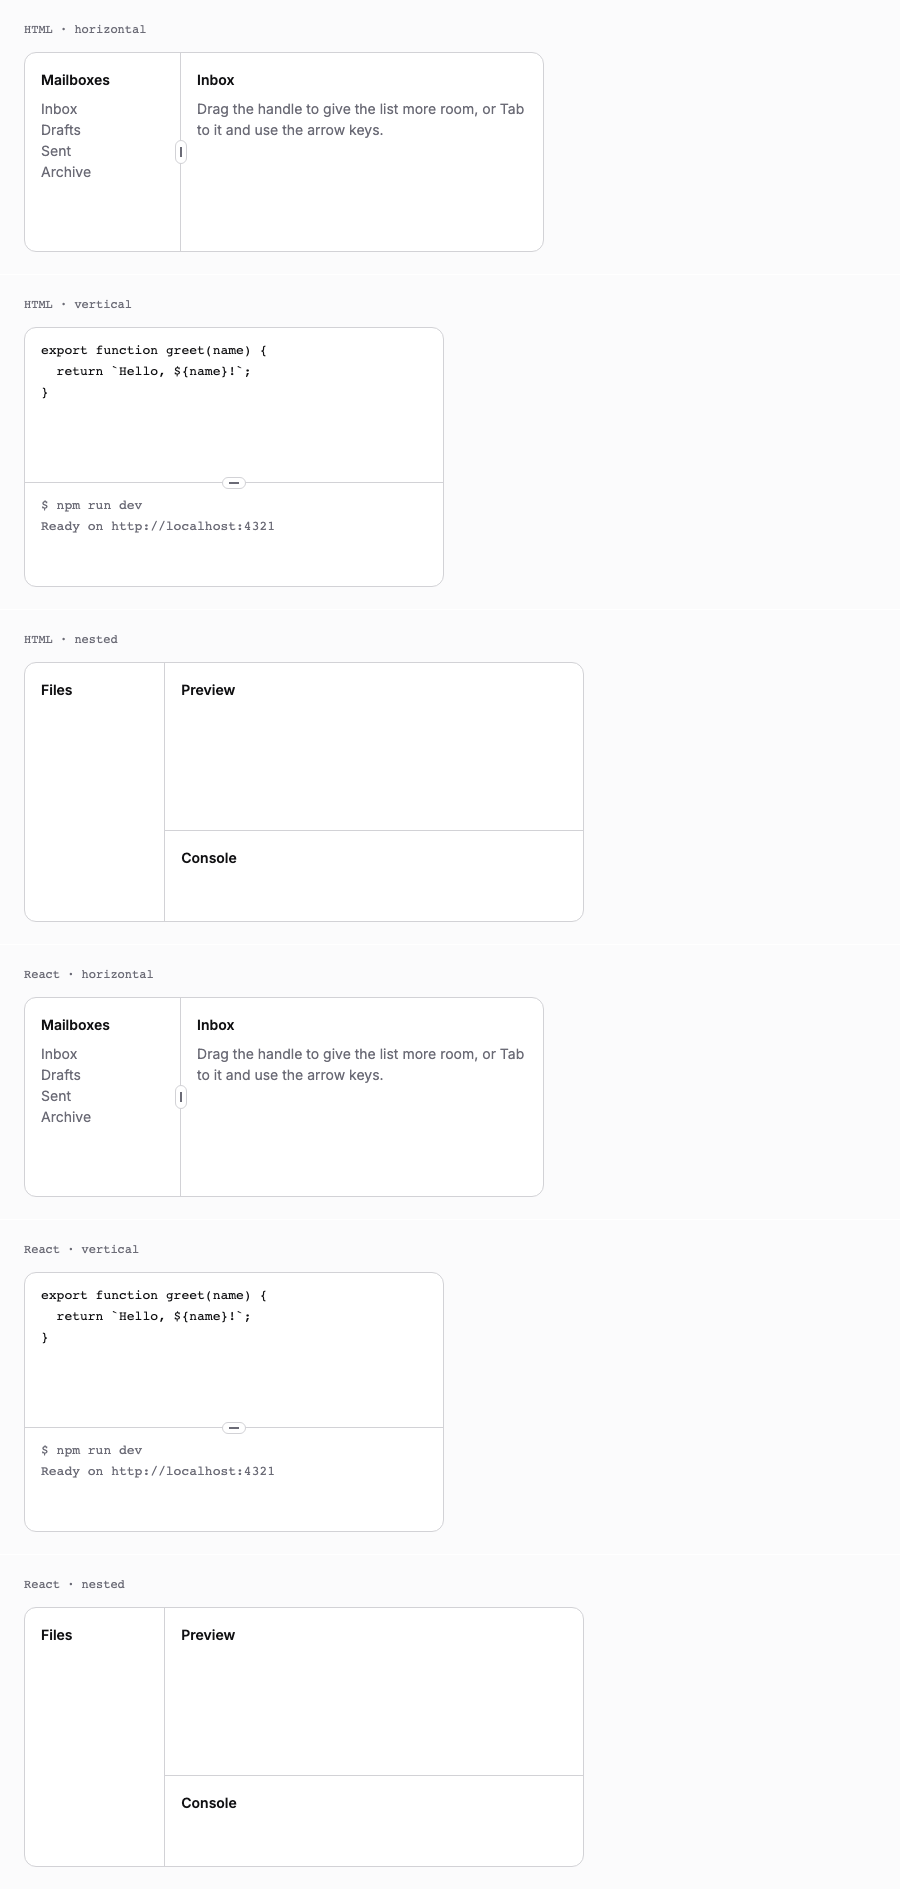 HTML · horizontal
Mailboxes
Inbox
Drafts
Sent
Archive
Inbox
Drag the handle to give the list more room, or Tab
to it and use the arrow keys.
HTML · vertical
export function greet(name) {
  return `Hello, ${name}!`;
}
$ npm run dev
Ready on http://localhost:4321
HTML · nested
Files
Preview
Console
React · horizontal
Mailboxes
Inbox
Drafts
Sent
Archive
Inbox
Drag the handle to give the list more room, or Tab
to it and use the arrow keys.
React · vertical
export function greet(name) {
  return `Hello, ${name}!`;
}
$ npm run dev
Ready on http://localhost:4321
React · nested
Files
Preview
Console